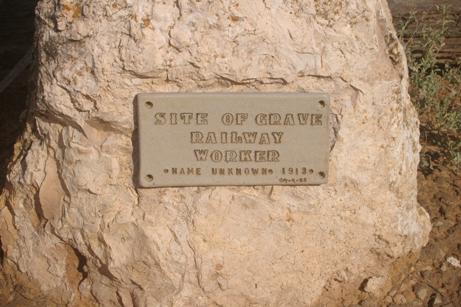 SITE OF GRAVE
RAILWAY
WORKER
•NAME UNKNOWN• 1913•